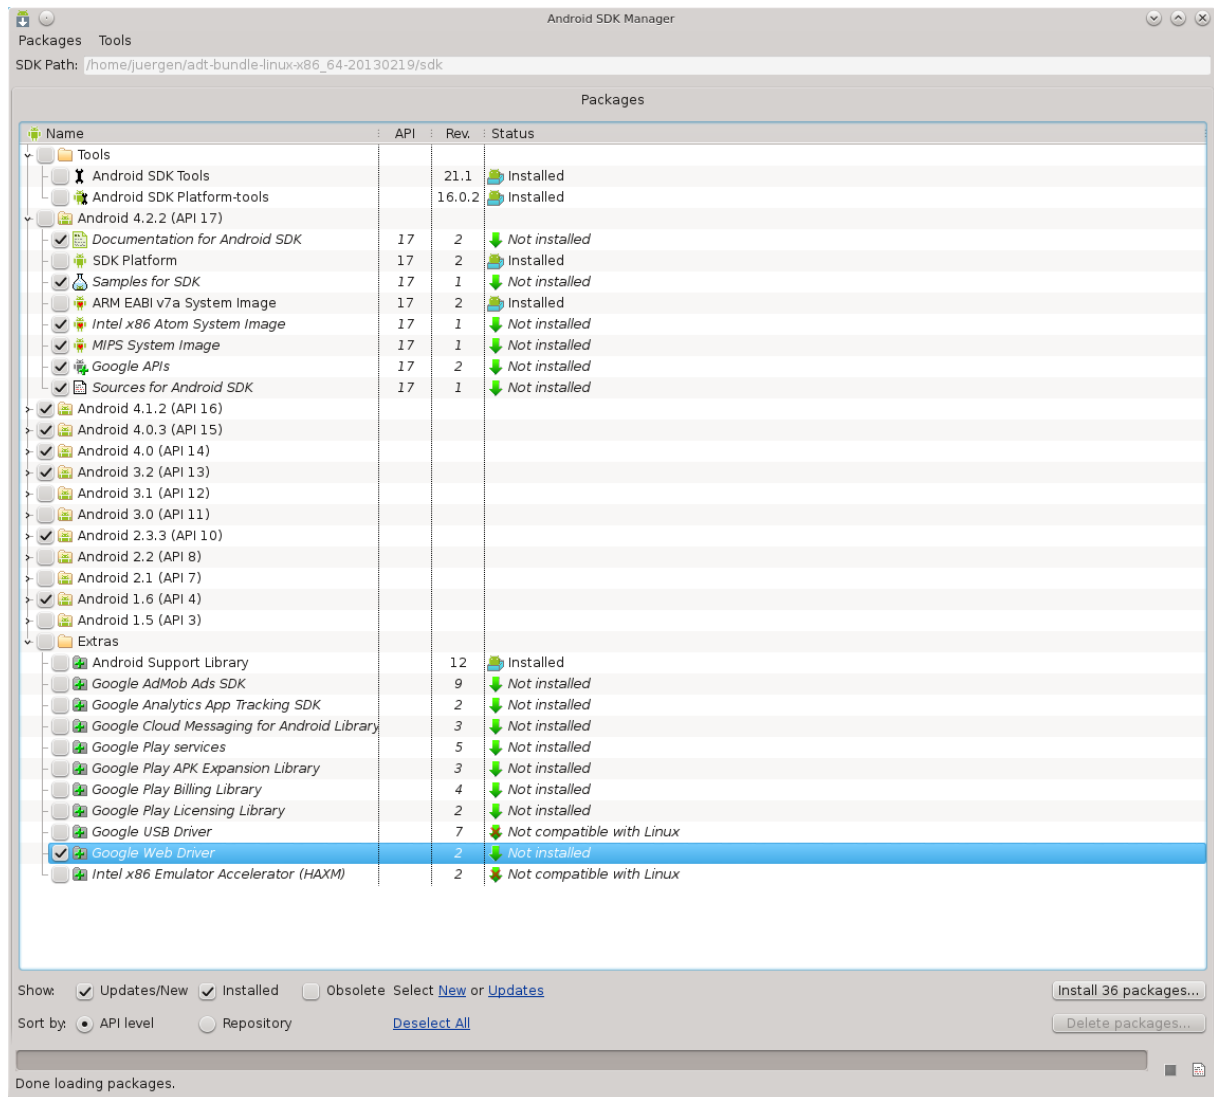 Android SDK Manager
Packages Tools
SDK Path: /home/juergen/adt-bundle-linux-x86_64-20130219/sdk
Packages
Name API Rev. Status
Tools
Android SDK Tools 21.1 Installed
Android SDK Platform-tools 16.0.2 Installed
Android 4.2.2 (API 17)
Documentation for Android SDK 17 2 Not installed
SDK Platform 17 2 Installed
Samples for SDK 17 1 Not installed
ARM EABI v7a System Image 17 2 Installed
Intel x86 Atom System Image 17 1 Not installed
MIPS System Image 17 1 Not installed
Google APIs 17 2 Not installed
Sources for Android SDK 17 1 Not installed
Android 4.1.2 (API 16)
Android 4.0.3 (API 15)
Android 4.0 (API 14)
Android 3.2 (API 13)
Android 3.1 (API 12)
Android 3.0 (API 11)
Android 2.3.3 (API 10)
Android 2.2 (API 8)
Android 2.1 (API 7)
Android 1.6 (API 4)
Android 1.5 (API 3)
Extras
Android Support Library 12 Installed
Google AdMob Ads SDK 9 Not installed
Google Analytics App Tracking SDK 2 Not installed
Google Cloud Messaging for Android Library 3 Not installed
Google Play services 5 Not installed
Google Play APK Expansion Library 3 Not installed
Google Play Billing Library 4 Not installed
Google Play Licensing Library 2 Not installed
Google USB Driver 7 Not compatible with Linux
Google Web Driver 2 Not installed
Intel x86 Emulator Accelerator (HAXM) 2 Not compatible with Linux
Show: Updates/New Installed Obsolete Select New or Updates Install 36 packages...
Sort by: API level Repository Deselect All Delete packages...
Done loading packages.